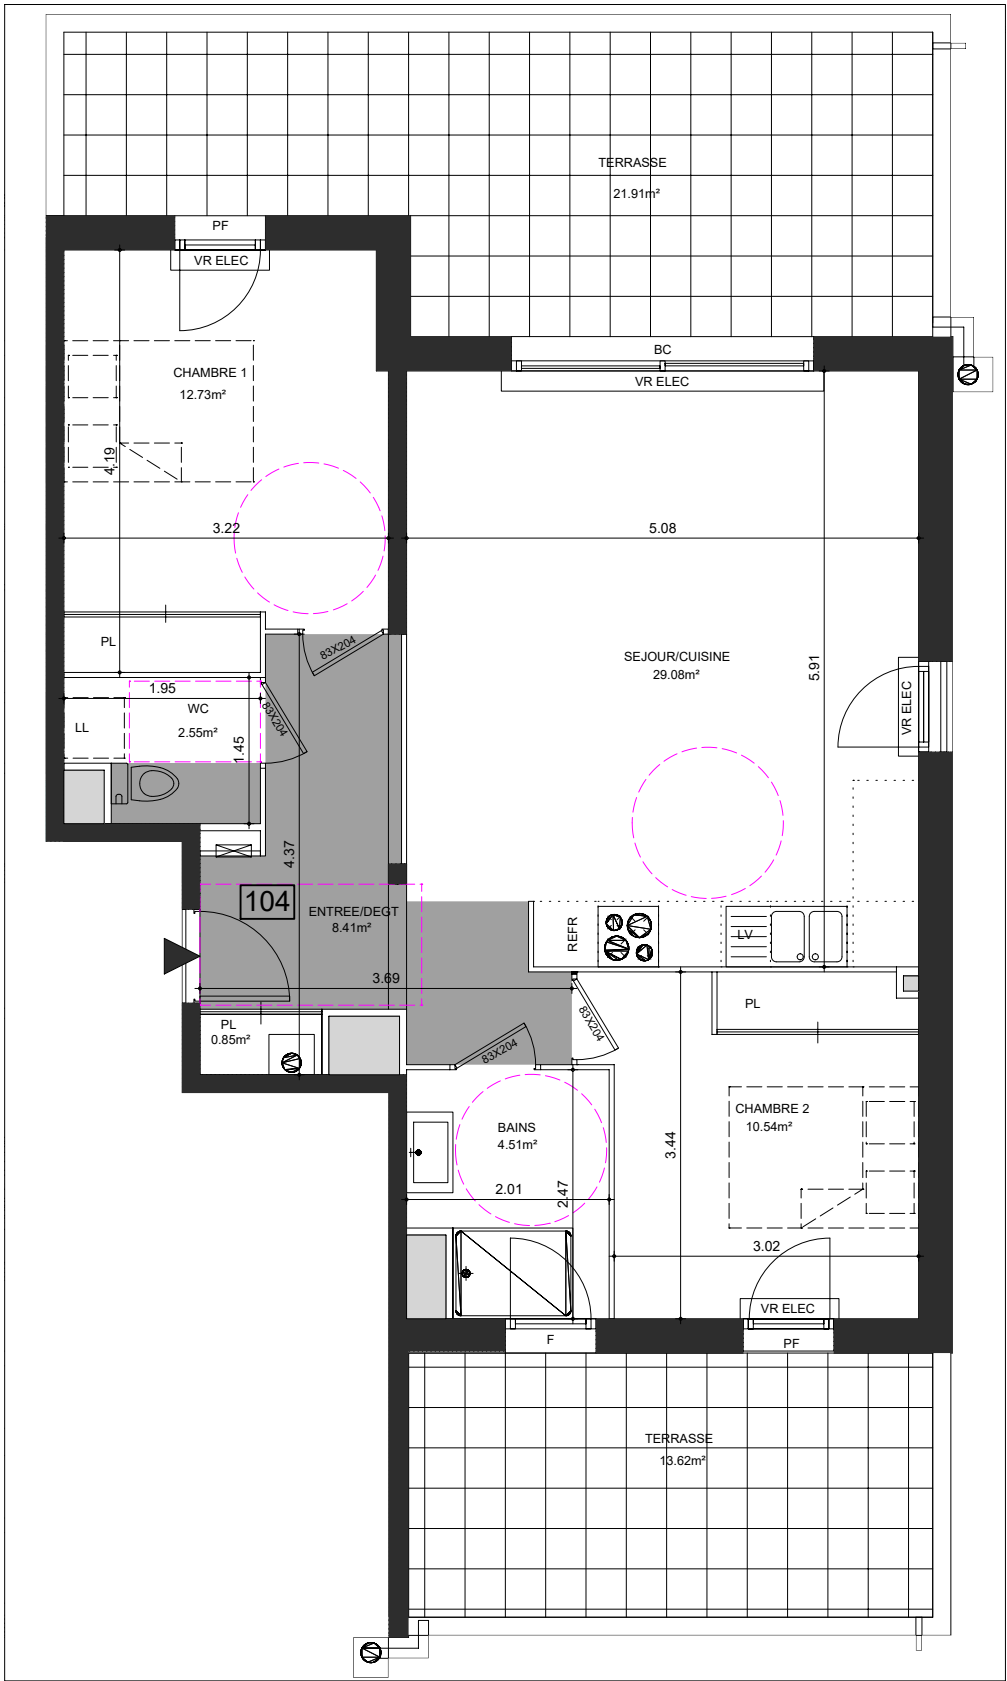 TERRASSE
21.91m²
PF
VR ELEC
BC
VR ELEC
CHAMBRE 1
12.73m²
4.19
3.22
5.08
PL
83X204
SEJOUR/CUISINE
29.08m²
5.91
1.95
WC
2.55m²
LL
83X204
1.45
VR ELEC
4.37
104
ENTREE/DEGT
8.41m²
REFR
LV
3.69
PL
0.85m²
83X204
83X204
PL
BAINS
4.51m²
CHAMBRE 2
10.54m²
3.44
2.01
2.47
3.02
VR ELEC
F
PF
TERRASSE
13.62m²